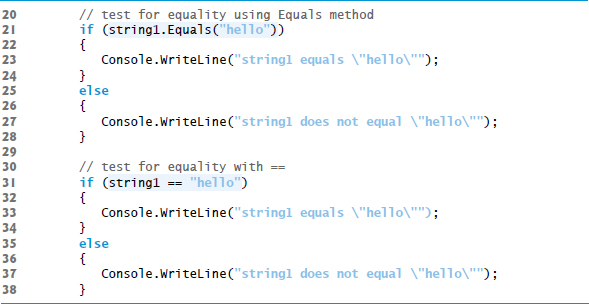 20 // test for equality using Equals method
21 if (string1.Equals("hello"))
22 {
23 Console.WriteLine("string1 equals \"hello\"");
24 }
25 else
26 {
27 Console.WriteLine("string1 does not equal \"hello\"");
28 }
29
30 // test for equality with ==
31 if (string1 == "hello")
32 {
33 Console.WriteLine("string1 equals \"hello\"");
34 }
35 else
36 {
37 Console.WriteLine("string1 does not equal \"hello\"");
38 }